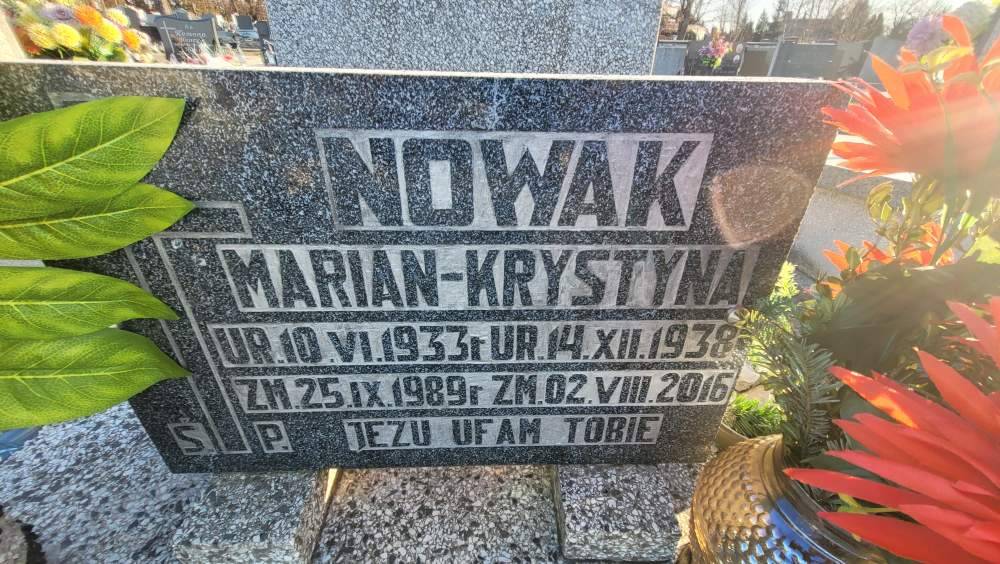 NOWAK
MARIAN-KRYSTYNA
UR.10.VI.1933r UR.14.XII.1938
ZM.25.IX.1989r ZM.02.VIII.2016
S. P. JEZU UFAM TOBIE